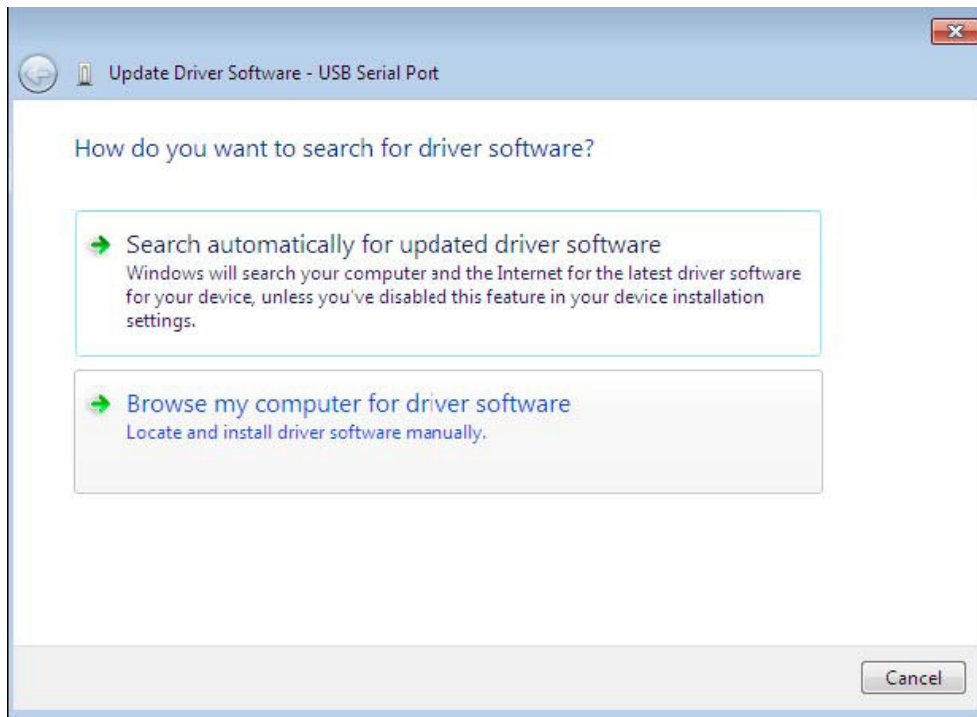 Update Driver Software - USB Serial Port
How do you want to search for driver software?
Search automatically for updated driver software
Windows will search your computer and the Internet for the latest driver software
for your device, unless you've disabled this feature in your device installation
settings.
Browse my computer for driver software
Locate and install driver software manually.
Cancel